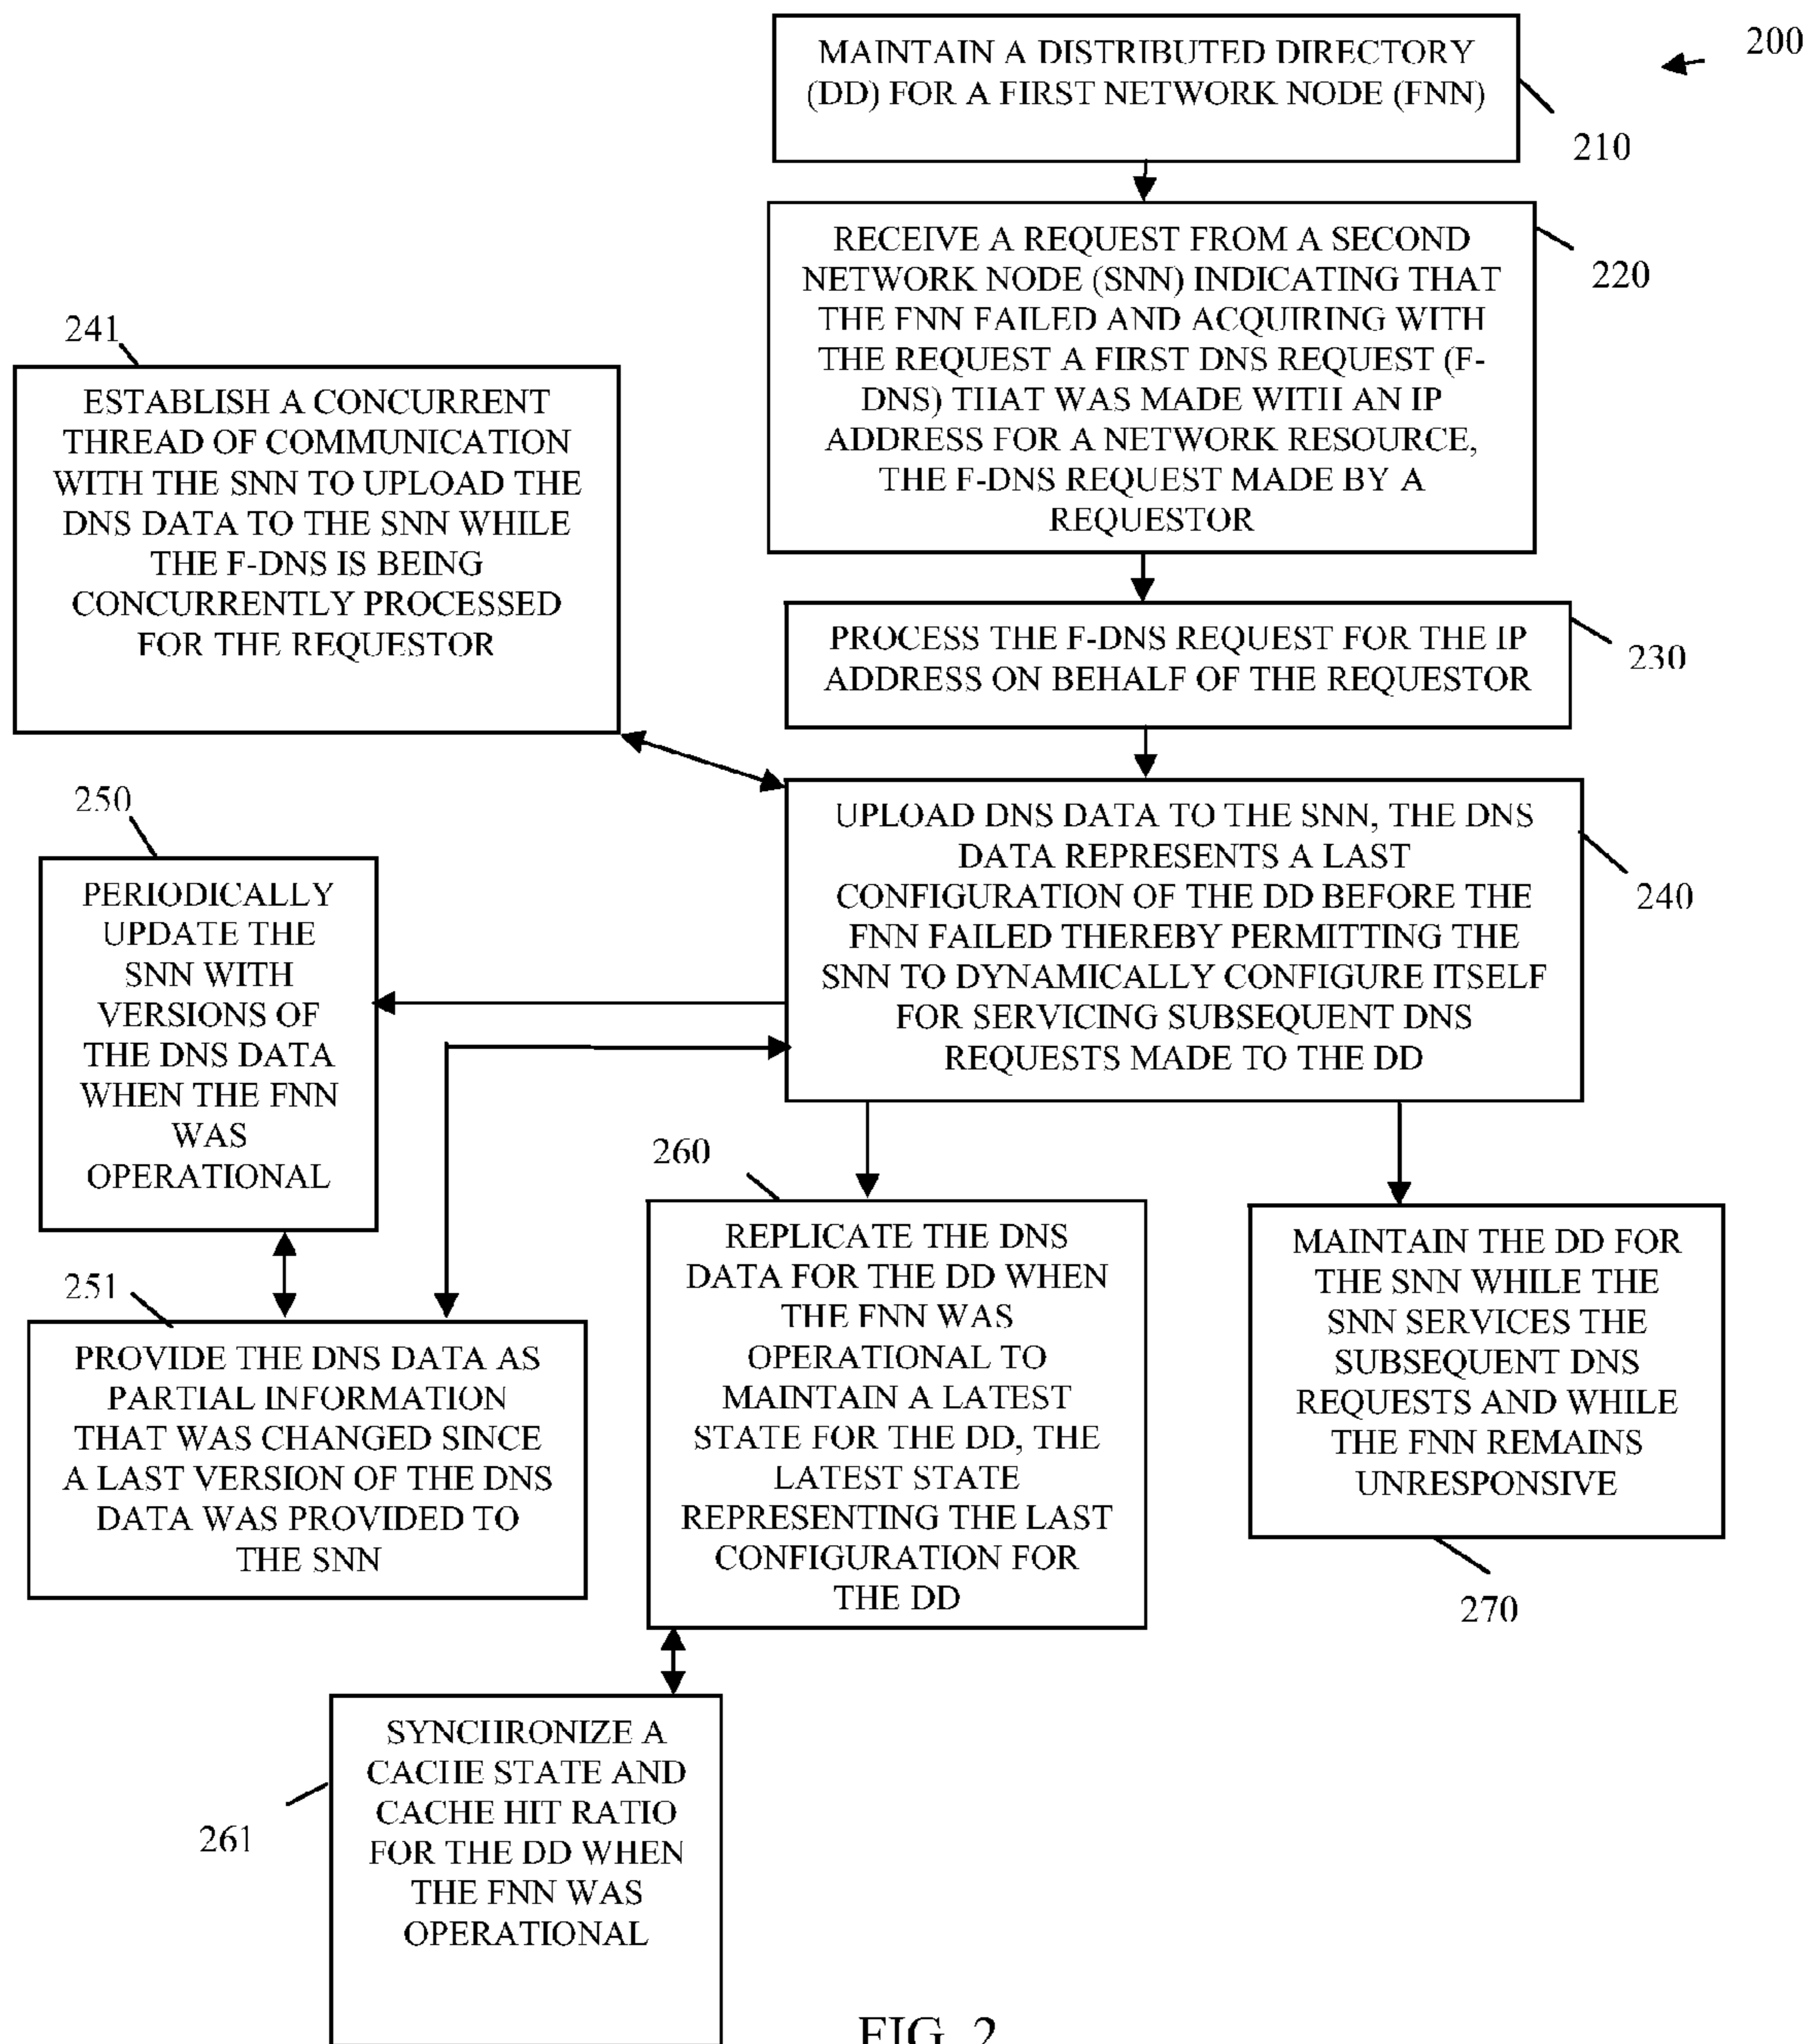 200
MAINTAIN A DISTRIBUTED DIRECTORY
(DD) FOR A FIRST NETWORK NODE (FNN)
210
RECEIVE A REQUEST FROM A SECOND
NETWORK NODE (SNN) INDICATING THAT
THE FNN FAILED AND ACQUIRING WITH
THE REQUEST A FIRST DNS REQUEST (F-
DNS) THAT WAS MADE WITH AN IP
ADDRESS FOR A NETWORK RESOURCE,
THE F-DNS REQUEST MADE BY A
REQUESTOR
220
241
ESTABLISH A CONCURRENT
THREAD OF COMMUNICATION
WITH THE SNN TO UPLOAD THE
DNS DATA TO THE SNN WHILE
THE F-DNS IS BEING
CONCURRENTLY PROCESSED
FOR THE REQUESTOR
PROCESS THE F-DNS REQUEST FOR THE IP
ADDRESS ON BEHALF OF THE REQUESTOR
230
UPLOAD DNS DATA TO THE SNN, THE DNS
DATA REPRESENTS A LAST
CONFIGURATION OF THE DD BEFORE THE
FNN FAILED THEREBY PERMITTING THE
SNN TO DYNAMICALLY CONFIGURE ITSELF
FOR SERVICING SUBSEQUENT DNS
REQUESTS MADE TO THE DD
240
250
PERIODICALLY
UPDATE THE
SNN WITH
VERSIONS OF
THE DNS DATA
WHEN THE FNN
WAS
OPERATIONAL
251
PROVIDE THE DNS DATA AS
PARTIAL INFORMATION
THAT WAS CHANGED SINCE
A LAST VERSION OF THE DNS
DATA WAS PROVIDED TO
THE SNN
260
REPLICATE THE DNS
DATA FOR THE DD WHEN
THE FNN WAS
OPERATIONAL TO
MAINTAIN A LATEST
STATE FOR THE DD, THE
LATEST STATE
REPRESENTING THE LAST
CONFIGURATION FOR
THE DD
MAINTAIN THE DD FOR
THE SNN WHILE THE
SNN SERVICES THE
SUBSEQUENT DNS
REQUESTS AND WHILE
THE FNN REMAINS
UNRESPONSIVE
270
SYNCHRONIZE A
CACHE STATE AND
CACHE HIT RATIO
FOR THE DD WHEN
THE FNN WAS
OPERATIONAL
261
FIG. 2